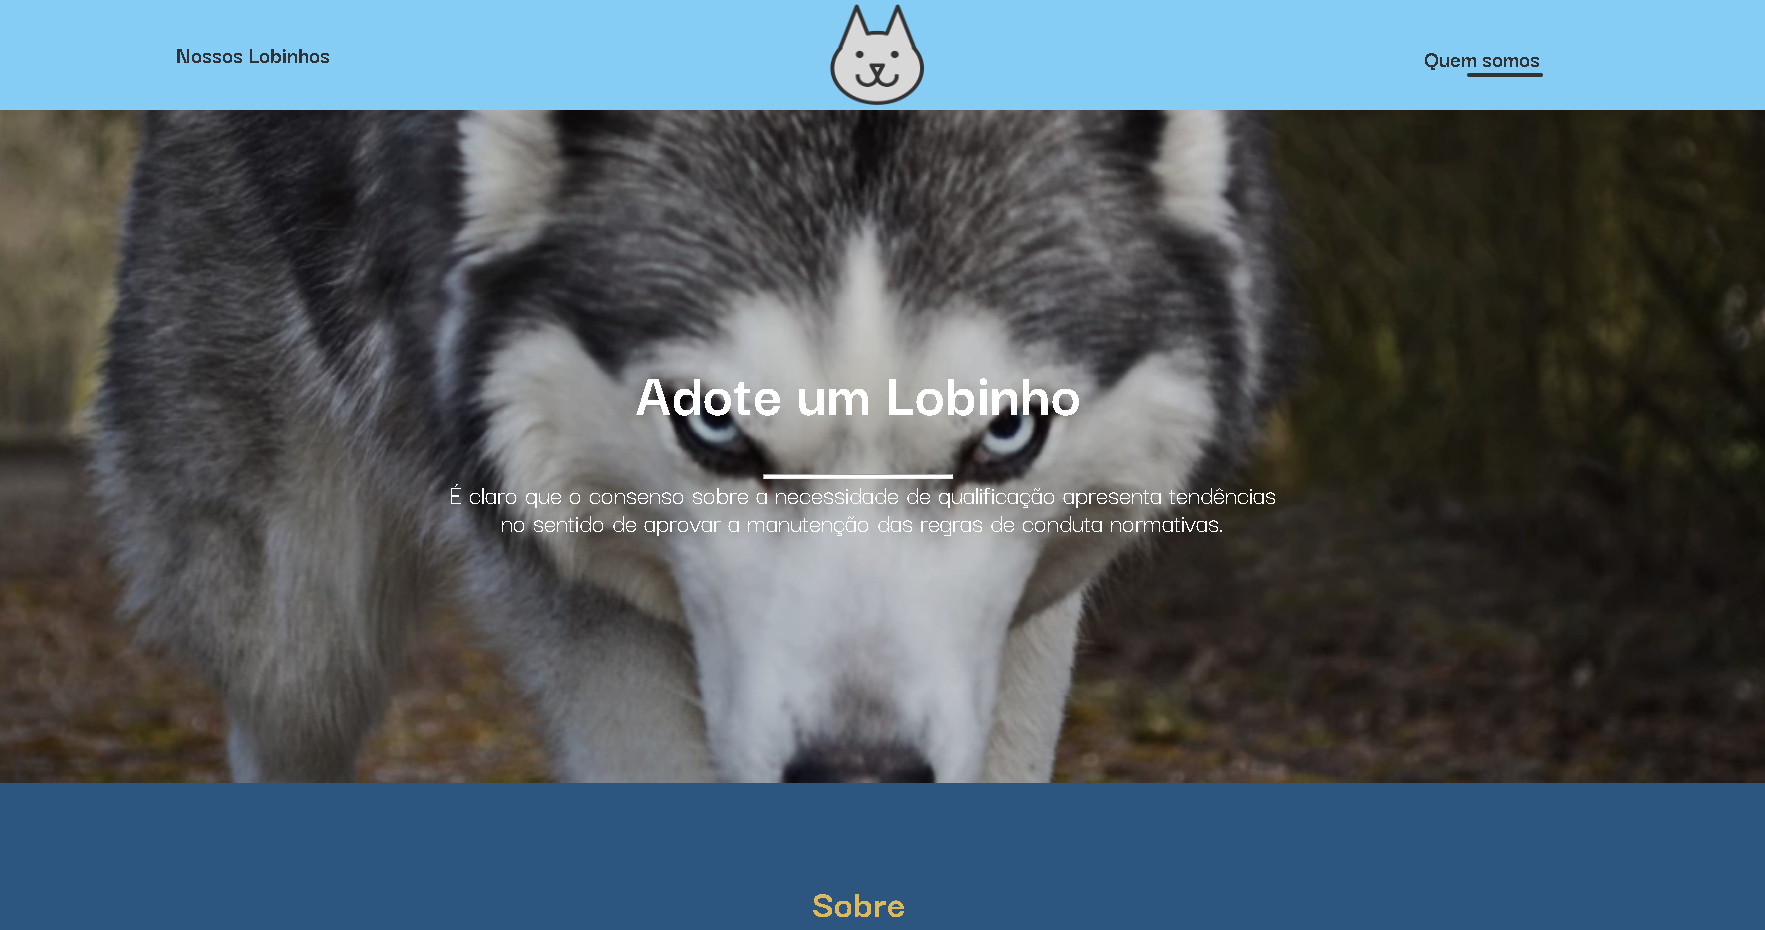 Nossos Lobinhos
Quem somos
Adote um Lobinho
É claro que o consenso sobre a necessidade de qualificação apresenta tendências
no sentido de aprovar a manutenção das regras de conduta normativas.
Sobre